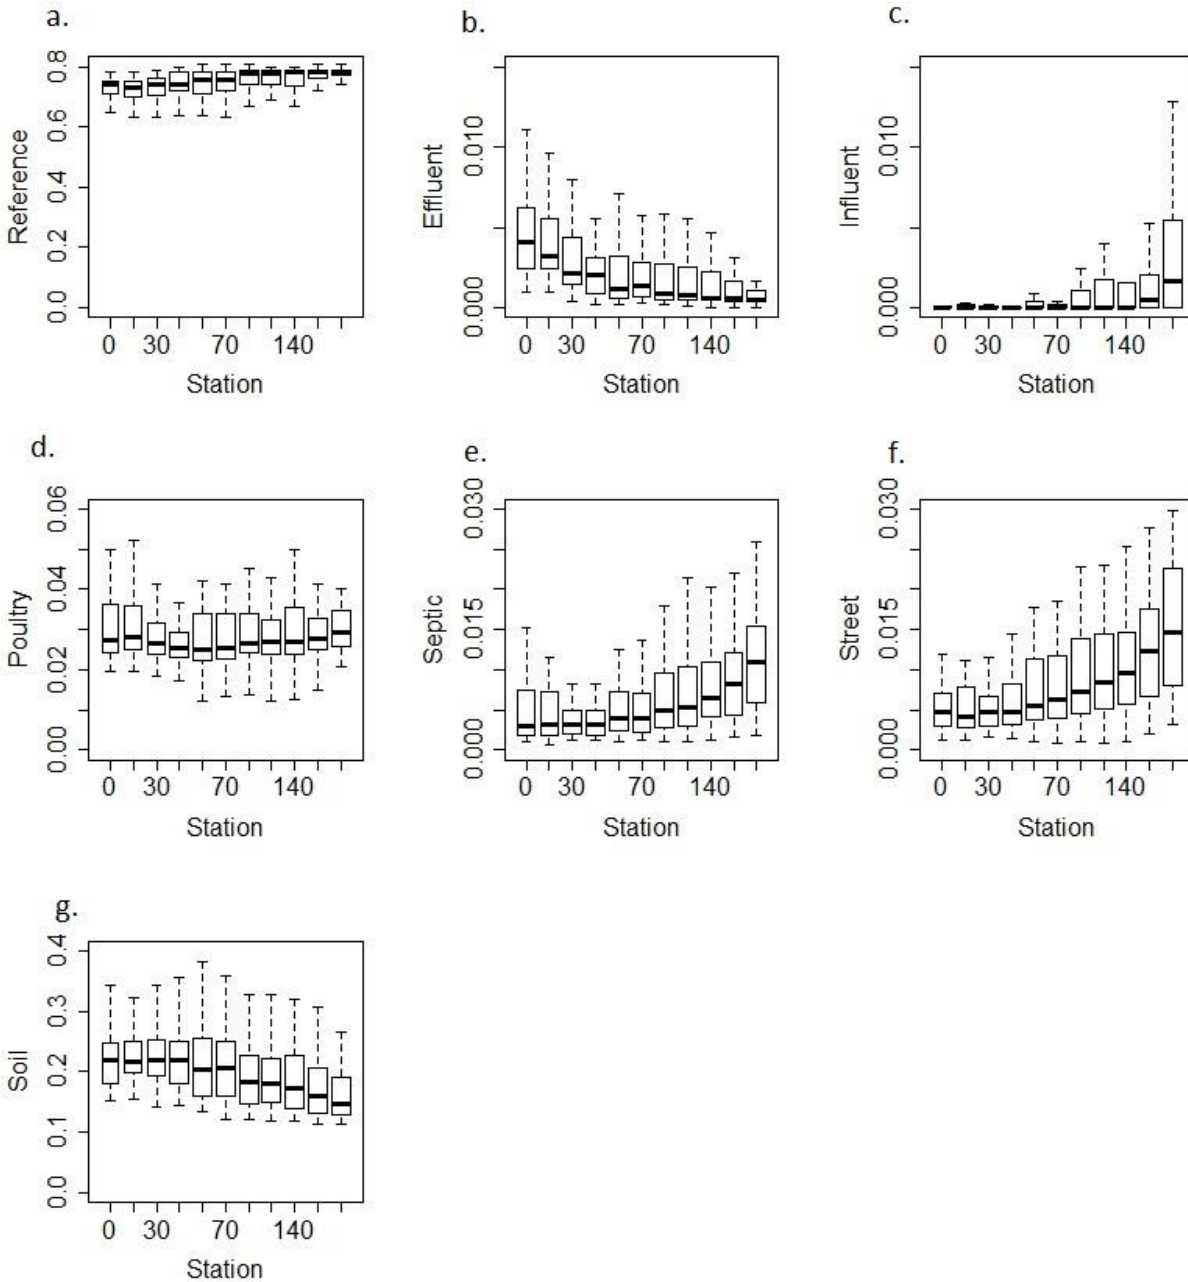 a.
Reference
0.0 0.2 0.4 0.6 0.8
0 30 70 140
Station
b.
Effluent
0.000 0.010
0 30 70 140
Station
c.
Influent
0.000 0.010
0 30 70 140
Station
d.
Poultry
0.00 0.02 0.04 0.06
0 30 70 140
Station
e.
Septic
0.000 0.015 0.030
0 30 70 140
Station
f.
Street
0.000 0.015 0.030
0 30 70 140
Station
g.
Soil
0.0 0.1 0.2 0.3 0.4
0 30 70 140
Station